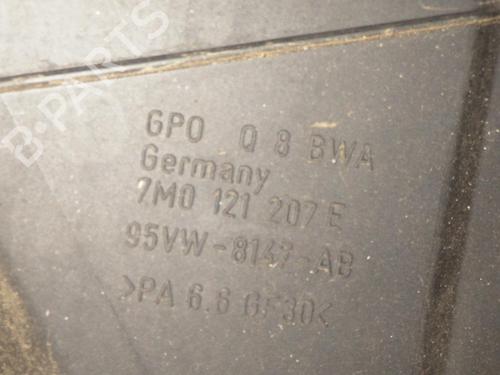 B-PARTS
GPO Q 8 BWA
Germany
7M0 121 207 E
95VW-8147-AB
>PA 6.6 GF30<